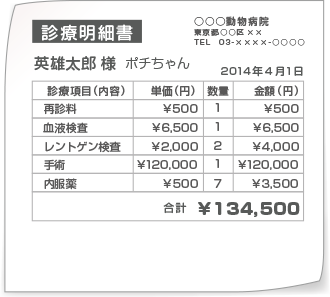 診療明細書
○○○動物病院
東京都○○区××
TEL 03-××××-○○○○
英雄太郎 様 ポチちゃん
2014年4月1日
診療項目(内容) 単価(円) 数置 金額(円)
再診料 ¥500 1 ¥500
血液検査 ¥6,500 1 ¥6,500
レントゲン検査 ¥2,000 2 ¥4,000
手術 ¥120,000 1 ¥120,000
内服薬 ¥500 7 ¥3,500
合計 ¥134,500